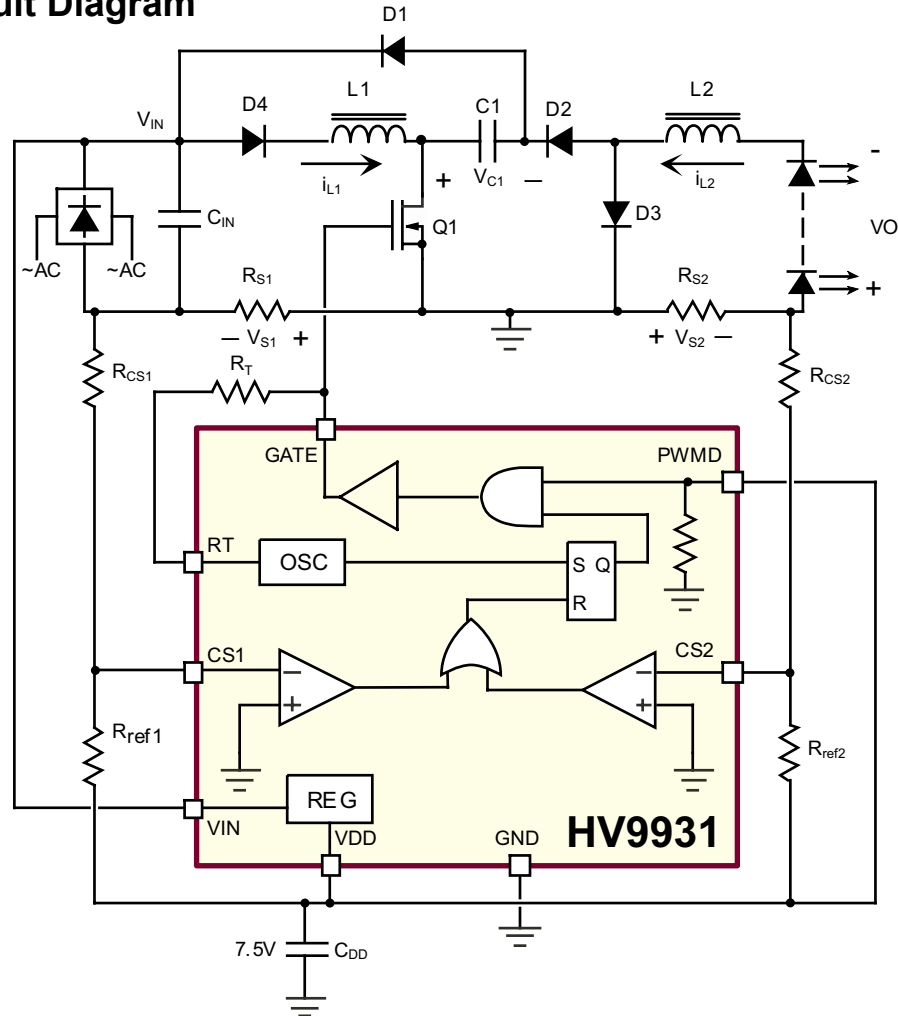 uit Diagram
D1
L1
C1
L2
D4
D2
VIN
iL1
+
VC1
–
iL2
-
CIN
Q1
D3
VO
~AC
~AC
RS1
RS2
+
– VS1 +
+ VS2 –
RCS1
RT
RCS2
GATE
PWMD
RT
OSC
S Q
R
CS1
CS2
–
–
+
+
Rref1
Rref2
REG
HV9931
VIN
VDD
GND
7.5V
CDD